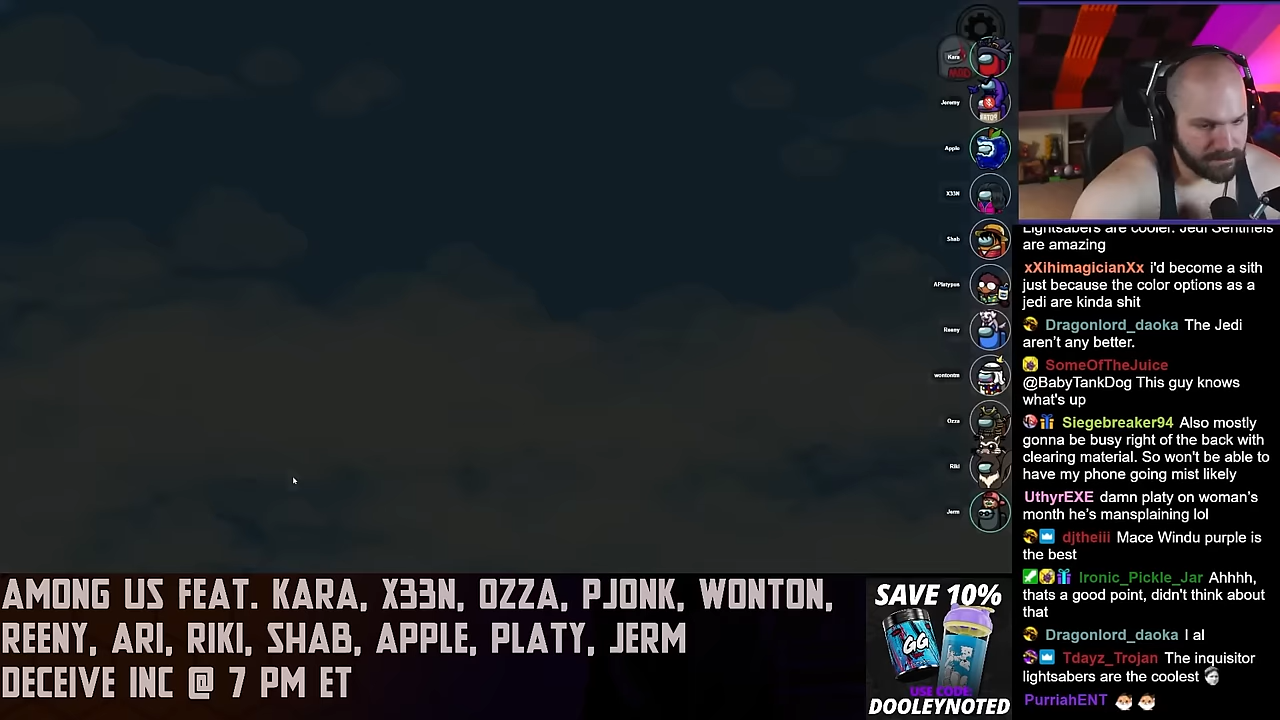 Kara
Jeremy
Apple
X33N
Shab
APlatypus
Reeny
wontontm
Ozza
Riki
Jerm
Lightsabers are cooler. Jedi Sentinels
are amazing
xXihimagicianXx i'd become a sith
just because the color options as a
jedi are kinda shit
Dragonlord_daoka The Jedi
aren't any better.
SomeOfTheJuice
@BabyTankDog This guy knows
what's up
Siegebreaker94 Also mostly
gonna be busy right of the back with
clearing material. So won't be able to
have my phone going mist likely
UthyrEXE damn platy on woman's
month he's mansplaining lol
djtheiii Mace Windu purple is
the best
Ironic_Pickle_Jar Ahhhh,
thats a good point, didn't think about
that
Dragonlord_daoka I al
Tdayz_Trojan The inquisitor
lightsabers are the coolest
PurriahENT
AMONG US FEAT. KARA, X33N, OZZA, PJONK, WONTON,
REENY, ARI, RIKI, SHAB, APPLE, PLATY, JERM
DECEIVE INC @ 7 PM ET
SAVE 10%
GG
USE CODE:
DOOLEYNOTED